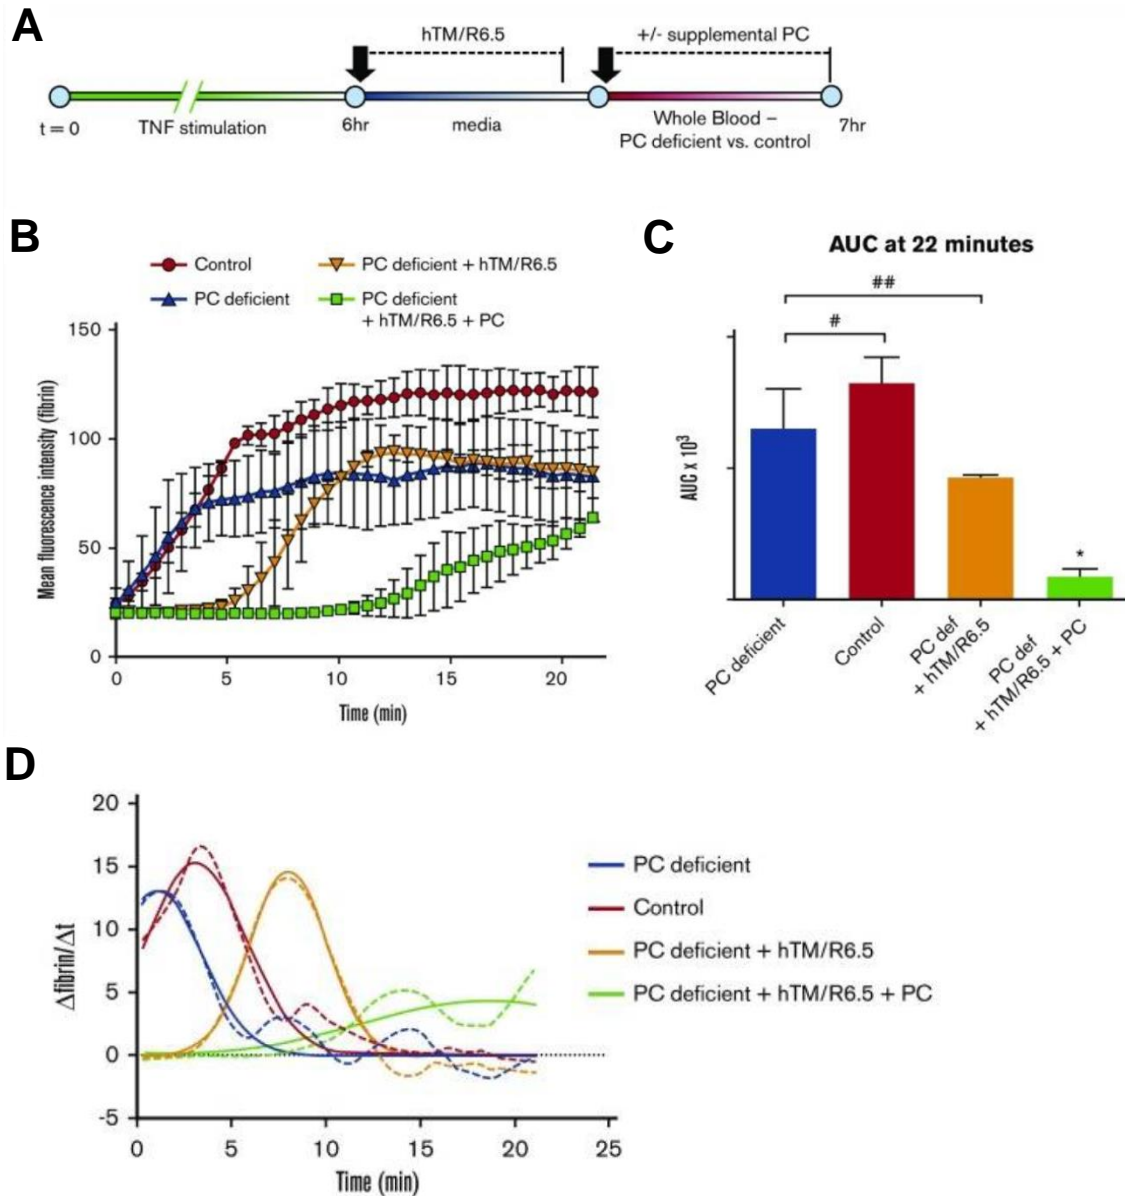 A
hTM/R6.5
+/- supplemental PC
t = 0
TNF stimulation
6hr
media
Whole Blood –
PC deficient vs. control
7hr
B
Control
PC deficient
PC deficient + hTM/R6.5
PC deficient
+ hTM/R6.5 + PC
Mean fluorescence intensity (fibrin)
150
100
50
0
0
5
10
15
20
Time (min)
C
AUC at 22 minutes
##
#
*
AUC x 10³
PC deficient
Control
PC def
+ hTM/R6.5
PC def
+ hTM/R6.5 + PC
D
Δfibrin/Δt
20
15
10
5
0
-5
0
5
10
15
20
25
Time (min)
PC deficient
Control
PC deficient + hTM/R6.5
PC deficient + hTM/R6.5 + PC